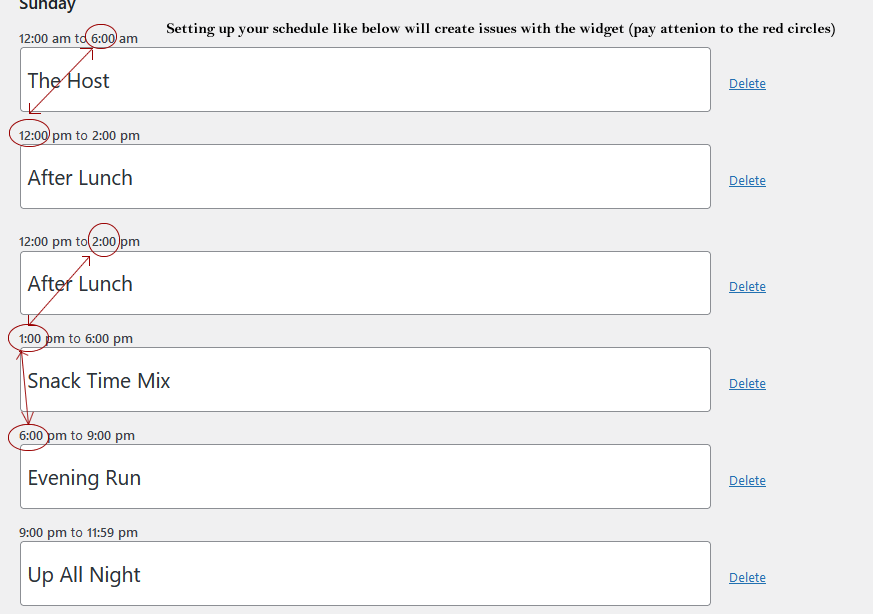 Sunday
Setting up your schedule like below will create issues with the widget (pay attenion to the red circles)
12:00 am to 6:00 am
The Host
Delete
12:00 pm to 2:00 pm
After Lunch
Delete
12:00 pm to 2:00 pm
After Lunch
Delete
1:00 pm to 6:00 pm
Snack Time Mix
Delete
6:00 pm to 9:00 pm
Evening Run
Delete
9:00 pm to 11:59 pm
Up All Night
Delete